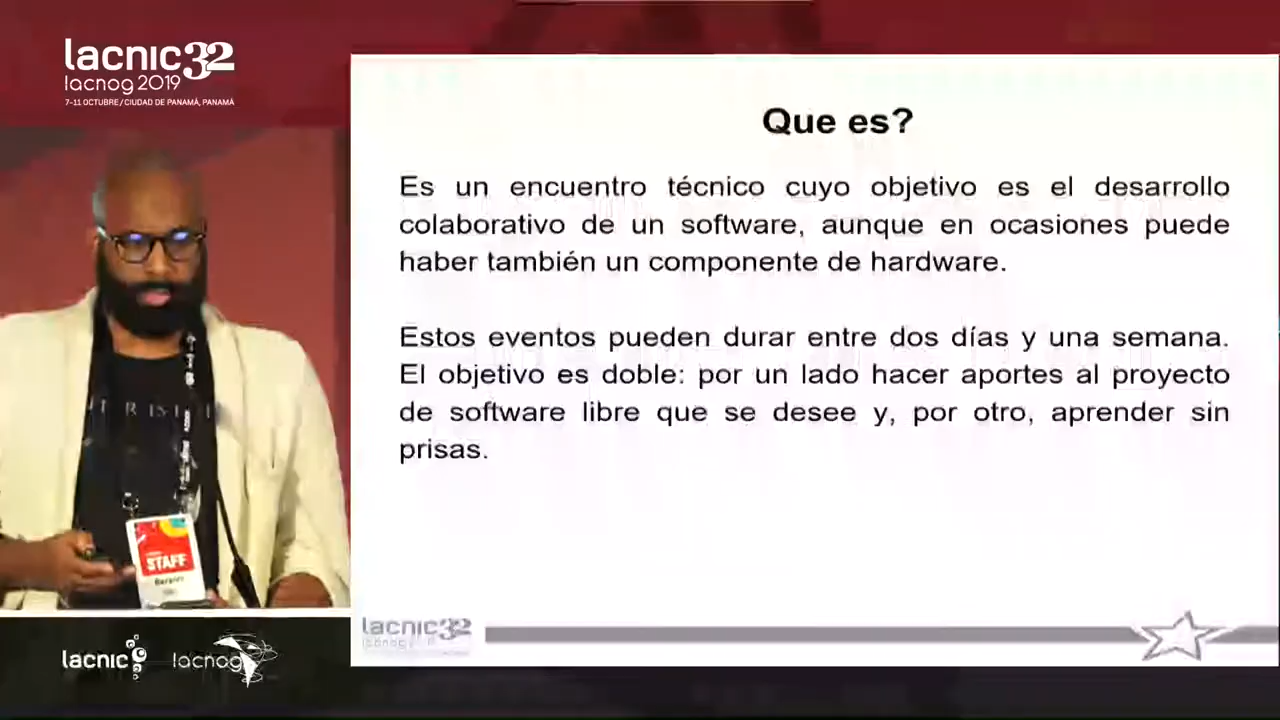 lacnic32
lacnog 2019
7-11 OCTUBRE / CIUDAD DE PANAMÁ, PANAMÁ
Que es?
Es un encuentro técnico cuyo objetivo es el desarrollo
colaborativo de un software, aunque en ocasiones puede
haber también un componente de hardware.
Estos eventos pueden durar entre dos días y una semana.
El objetivo es doble: por un lado hacer aportes al proyecto
de software libre que se desee y, por otro, aprender sin
prisas.
STAFF
lacnic32
lacnic
lacnog